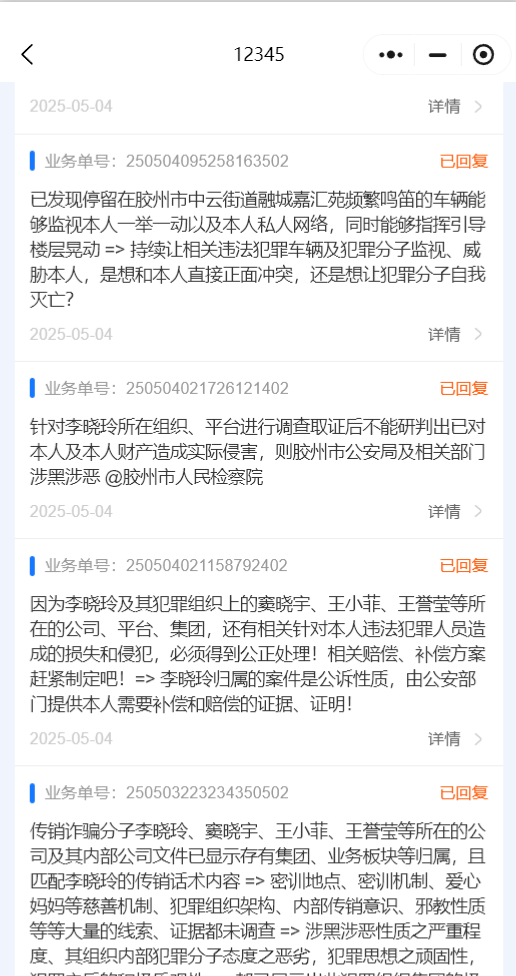 12345
2025-05-04 详情
业务单号：250504095258163502 已回复
已发现停留在胶州市中云街道融城嘉汇苑频繁鸣笛的车辆能
够监视本人一举一动以及本人私人网络，同时能够指挥引导
楼层晃动 => 持续让相关违法犯罪车辆及犯罪分子监视、威
胁本人，是想和本人直接正面冲突，还是想让犯罪分子自我
灭亡？
2025-05-04 详情
业务单号：250504021726121402 已回复
针对李晓玲所在组织、平台进行调查取证后不能研判出已对
本人及本人财产造成实际侵害，则胶州市公安局及相关部门
涉黑涉恶 @胶州市人民检察院
2025-05-04 详情
业务单号：250504021158792402 已回复
因为李晓玲及其犯罪组织上的窦晓宇、王小菲、王誉莹等所
在的公司、平台、集团，还有相关针对本人违法犯罪人员造
成的损失和侵犯，必须得到公正处理！相关赔偿、补偿方案
赶紧制定吧！=> 李晓玲归属的案件是公诉性质，由公安部
门提供本人需要补偿和赔偿的证据、证明！
2025-05-04 详情
业务单号：250503223234350502 已回复
传销诈骗分子李晓玲、窦晓宇、王小菲、王誉莹等所在的公
司及其内部公司文件已显示存有集团、业务板块等归属，且
匹配李晓玲的传销话术内容 => 密训地点、密训机制、爱心
妈妈等慈善机制、犯罪组织架构、内部传销意识、邪教性质
等等大量的线索、证据都未调查 => 涉黑涉恶性质之严重程
度、其组织内部犯罪分子态度之恶劣，犯罪思想之顽固性，